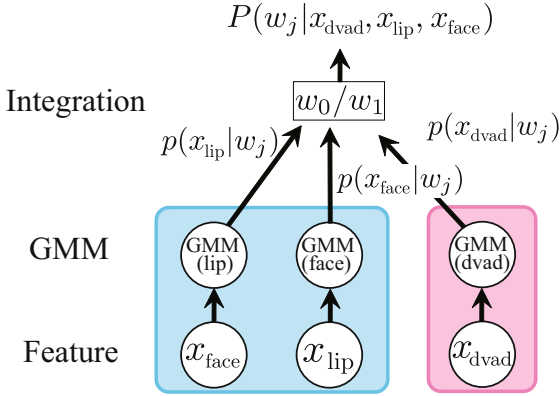 P(w_j|x_dvad, x_lip, x_face)
Integration
w_0/w_1
p(x_lip|w_j)
p(x_dvad|w_j)
p(x_face|w_j)
GMM
GMM
(lip)
GMM
(face)
GMM
(dvad)
Feature
x_face
x_lip
x_dvad